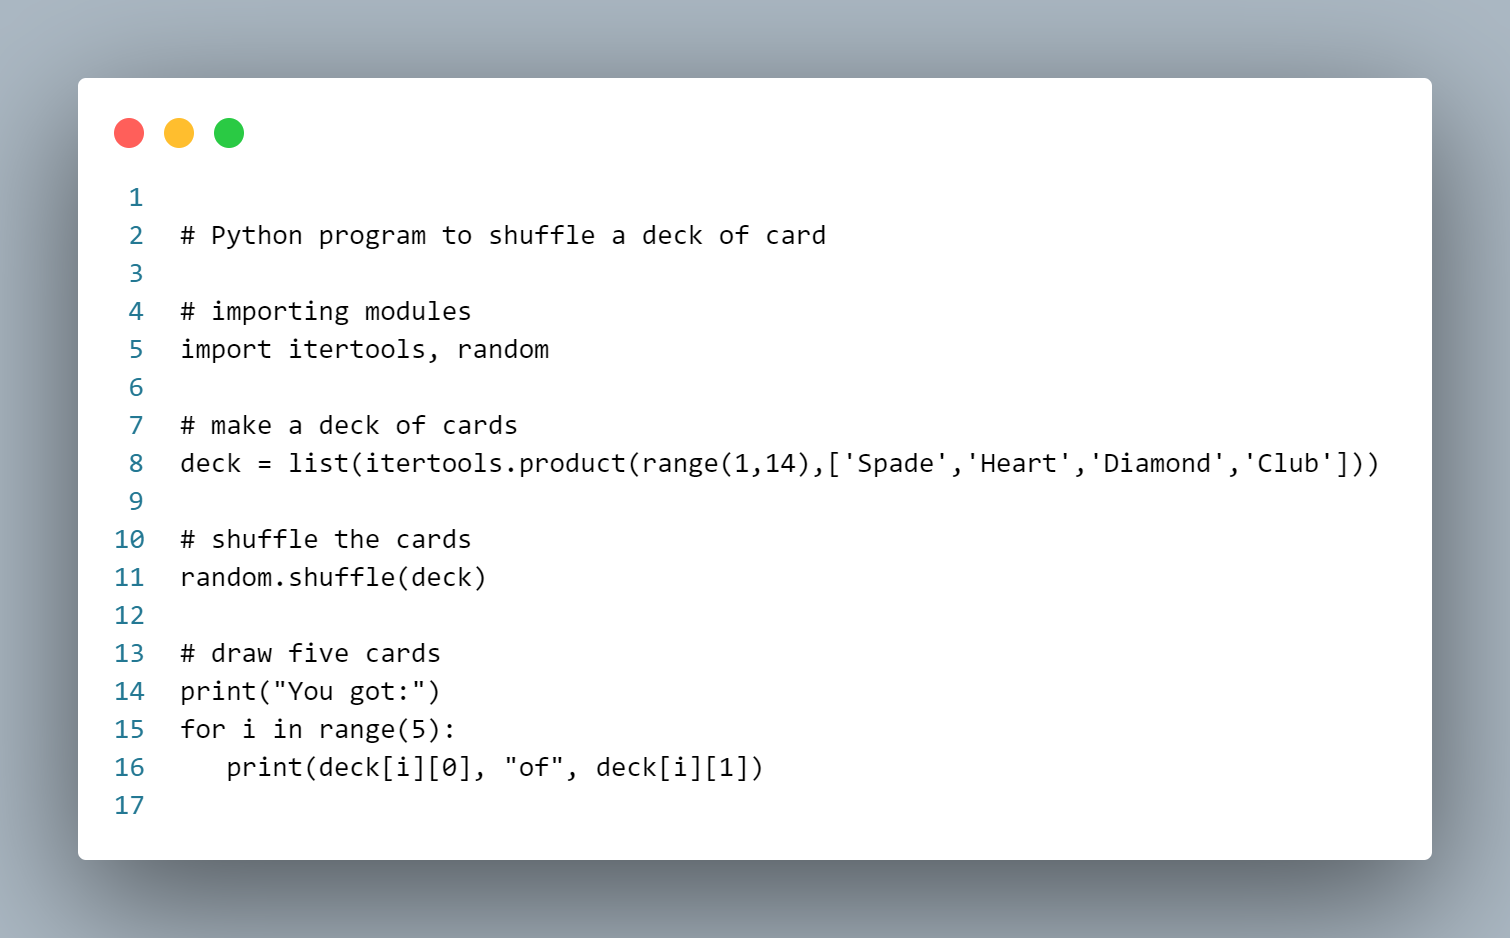 1
2 # Python program to shuffle a deck of card
3
4 # importing modules
5 import itertools, random
6
7 # make a deck of cards
8 deck = list(itertools.product(range(1,14),['Spade','Heart','Diamond','Club']))
9
10 # shuffle the cards
11 random.shuffle(deck)
12
13 # draw five cards
14 print("You got:")
15 for i in range(5):
16    print(deck[i][0], "of", deck[i][1])
17